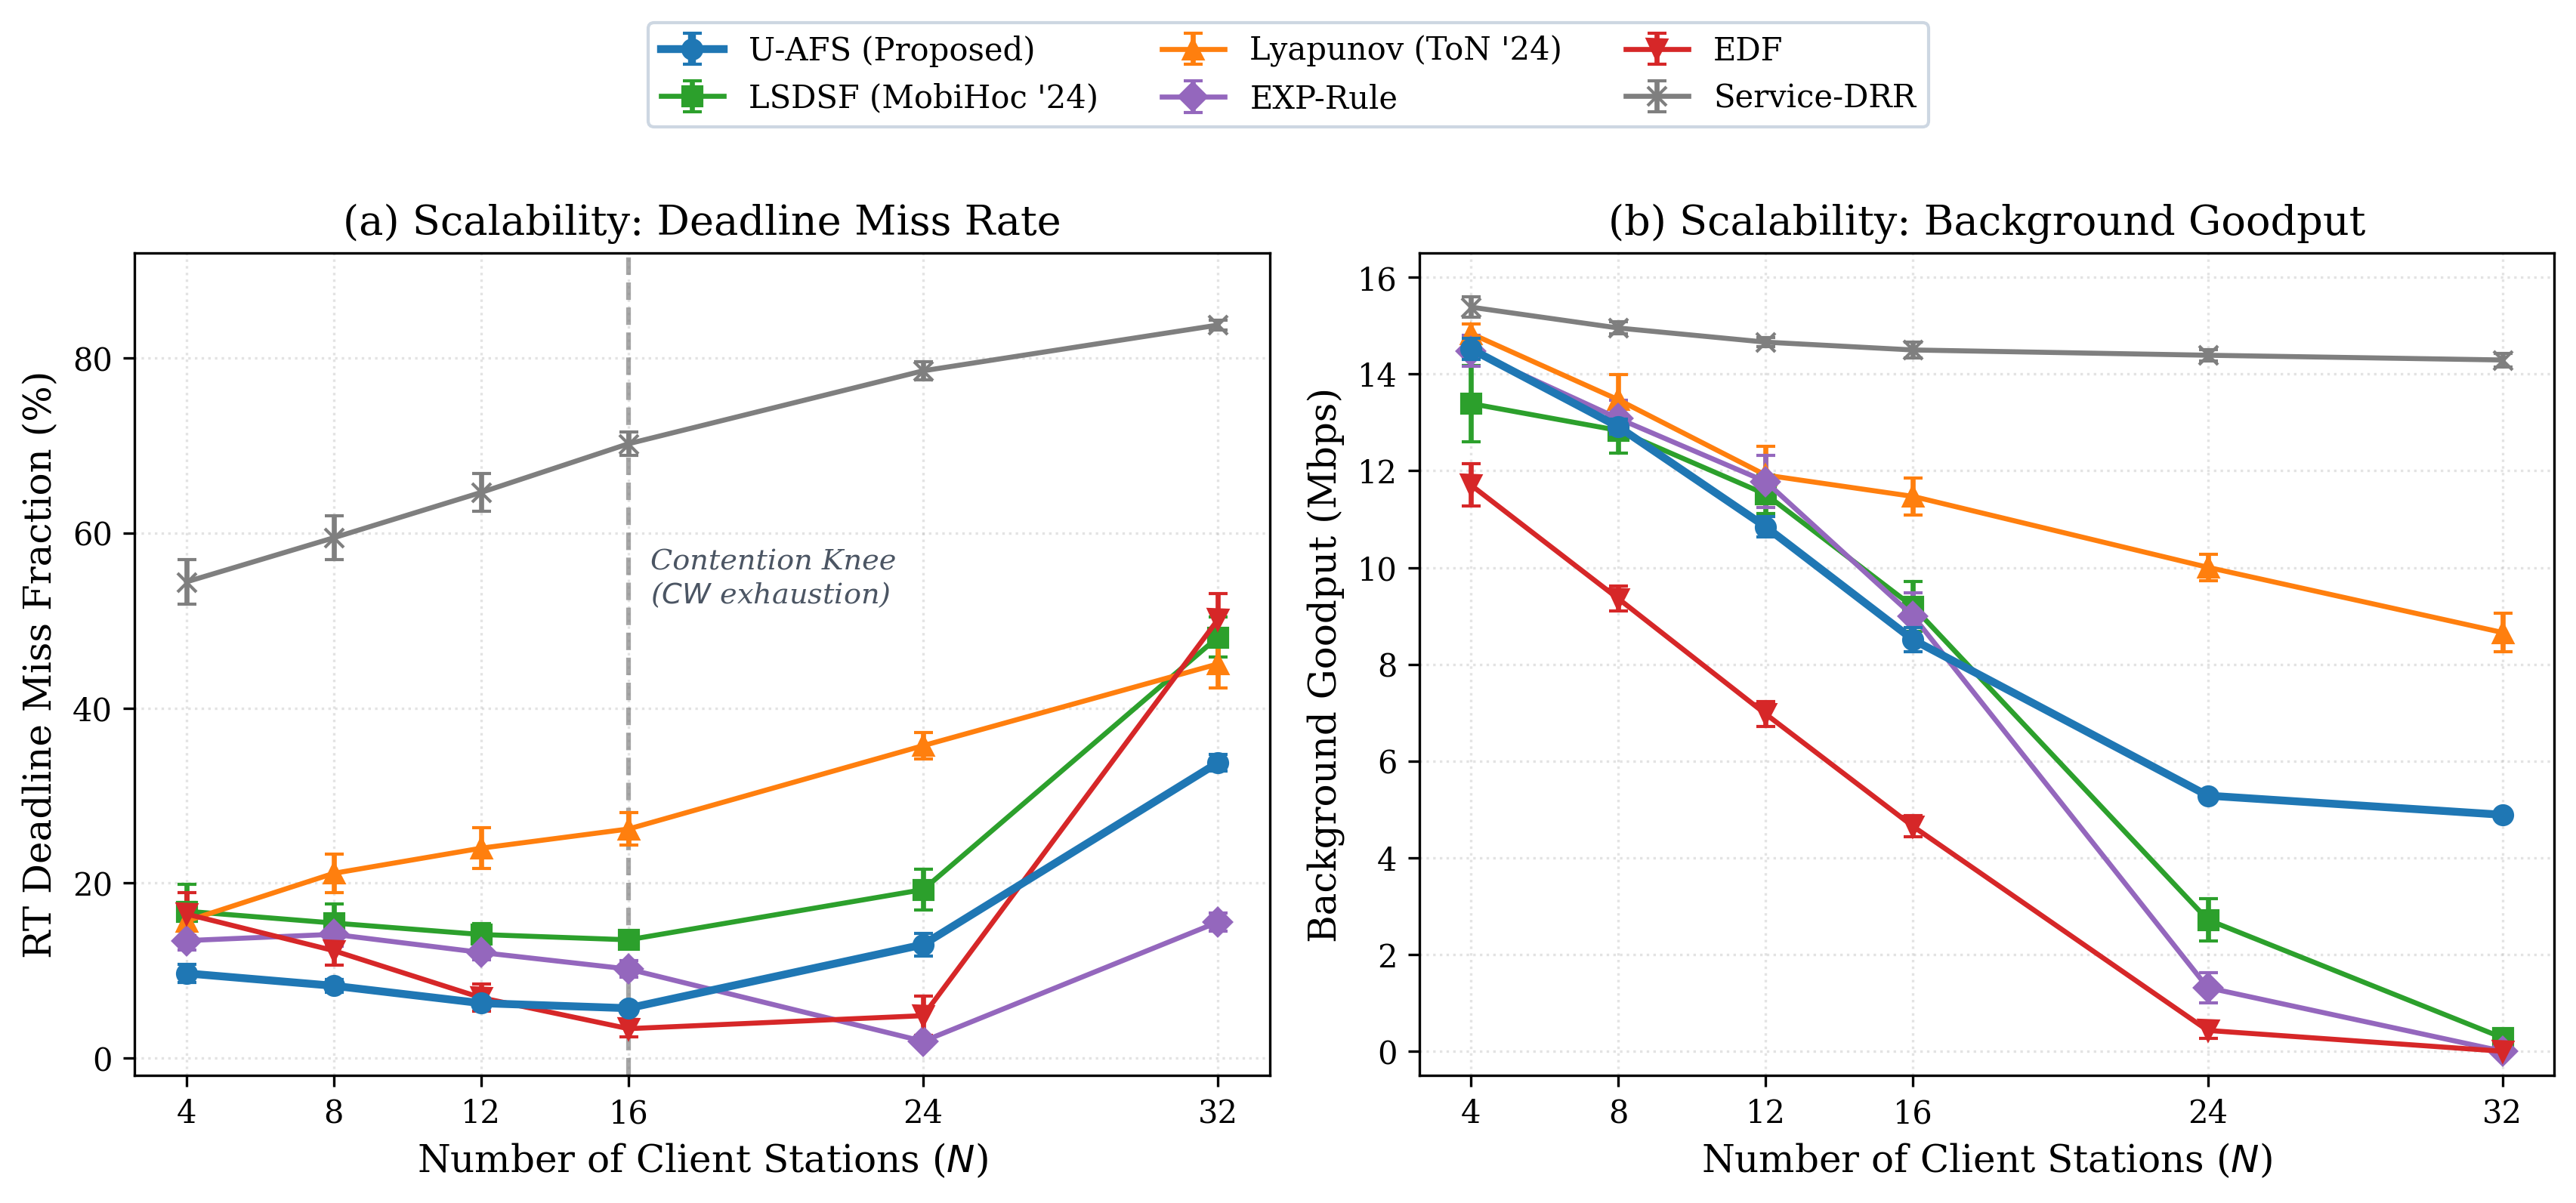 U-AFS (Proposed)
LSDSF (MobiHoc '24)
Lyapunov (ToN '24)
EXP-Rule
EDF
Service-DRR
(a) Scalability: Deadline Miss Rate
RT Deadline Miss Fraction (%)
80
60
40
20
0
Contention Knee
(CW exhaustion)
4 8 12 16 24 32
Number of Client Stations (N)
(b) Scalability: Background Goodput
Background Goodput (Mbps)
16
14
12
10
8
6
4
2
0
4 8 12 16 24 32
Number of Client Stations (N)